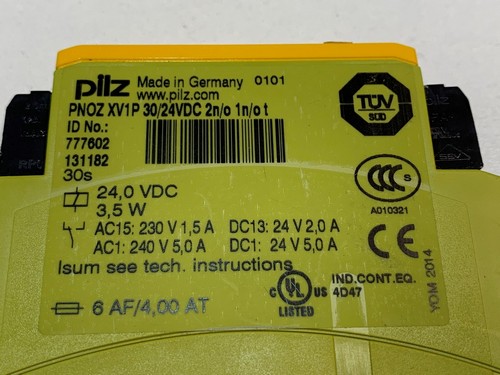 pilz Made in Germany 0101
www.pilz.com
PNOZ XV1P 30/24VDC 2n/o 1n/o t
ID No.:
777602
131182
30s
24,0 VDC
3,5 W
AC15: 230 V 1,5 A DC13: 24 V 2,0 A
AC1: 240 V 5,0 A DC1: 24 V 5,0 A
Isum see tech. instructions
6 AF/4,00 AT
TÜV
SÜD
CCC S
A010321
CE
YOM 2014
C UL US
LISTED
IND.CONT.EQ.
4D47